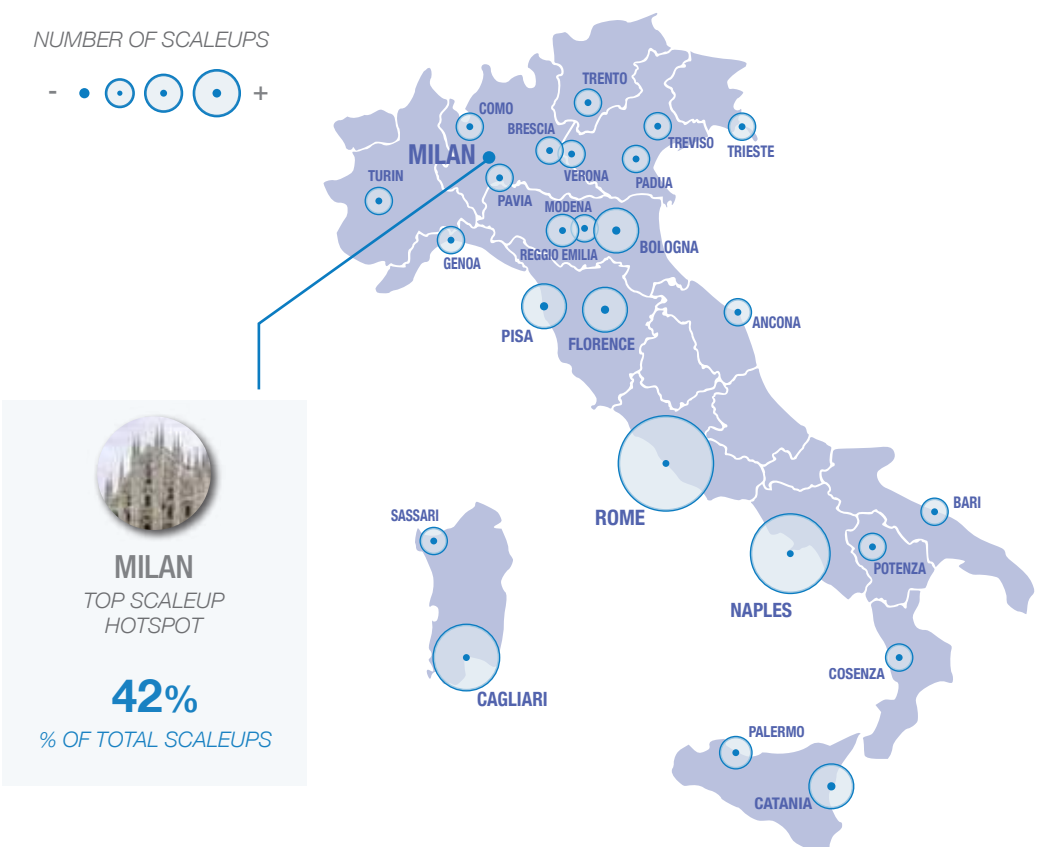 NUMBER OF SCALEUPS
- +
TRENTO
COMO
BRESCIA
TREVISO
TRIESTE
MILAN
VERONA
PADUA
TURIN
PAVIA
MODENA
REGGIO EMILIA
BOLOGNA
GENOA
PISA
FLORENCE
ANCONA
ROME
SASSARI
BARI
POTENZA
NAPLES
COSENZA
CAGLIARI
PALERMO
CATANIA
MILAN
TOP SCALEUP
HOTSPOT
42%
% OF TOTAL SCALEUPS